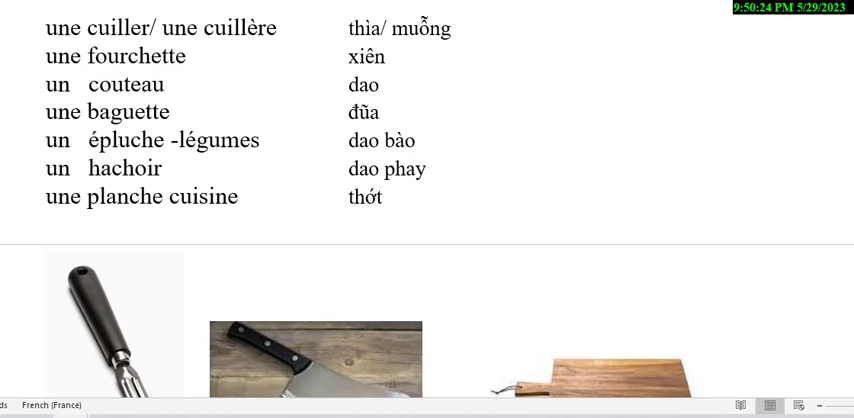 9:50:24 PM 5/29/2023
une cuiller/ une cuillère thìa/ muỗng
une fourchette xiên
un couteau dao
une baguette đũa
un épluche -légumes dao bào
un hachoir dao phay
une planche cuisine thớt
ds French (France)